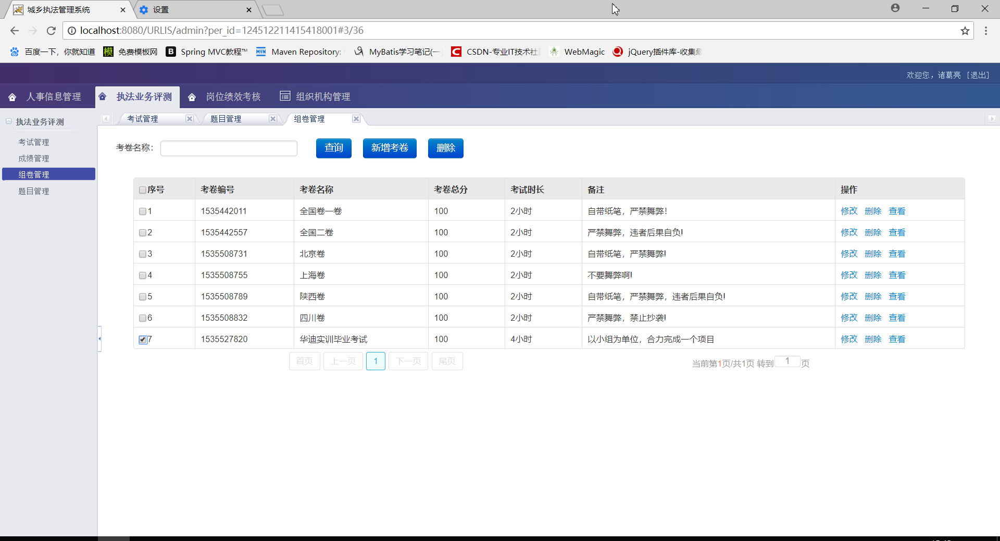 城乡执法管理系统
设置
localhost:8080/URLIS/admin?per_id=124512211415418001#3/36
百度一下，你就知道 模 免费模板网 B Spring MVC教程™ MVN Maven Repository: MyBatis学习笔记(一) C CSDN-专业IT技术社 WebMagic jQuery插件库-收集最
欢迎您，诸葛亮 [退出]
人事信息管理 执法业务评测 岗位绩效考核 组织机构管理
执法业务评测
考试管理
成绩管理
组卷管理
题目管理
考试管理 题目管理 组卷管理
考卷名称： 查询 新增考卷 删除
序号 考卷编号 考卷名称 考卷总分 考试时长 备注 操作
1 1535442011 全国卷一卷 100 2小时 自带纸笔，严禁舞弊！ 修改 删除 查看
2 1535442557 全国二卷 100 2小时 严禁舞弊，违者后果自负! 修改 删除 查看
3 1535508731 北京卷 100 2小时 自带纸笔，严禁舞弊! 修改 删除 查看
4 1535508755 上海卷 100 2小时 不要舞弊啊! 修改 删除 查看
5 1535508789 陕西卷 100 2小时 自带纸笔，严禁舞弊，违者后果自负! 修改 删除 查看
6 1535508832 四川卷 100 2小时 严禁舞弊，禁止抄袭! 修改 删除 查看
7 1535527820 华迪实训毕业考试 100 4小时 以小组为单位，合力完成一个项目 修改 删除 查看
首页 上一页 1 下一页 尾页 当前第1页/共1页 转到 1 页